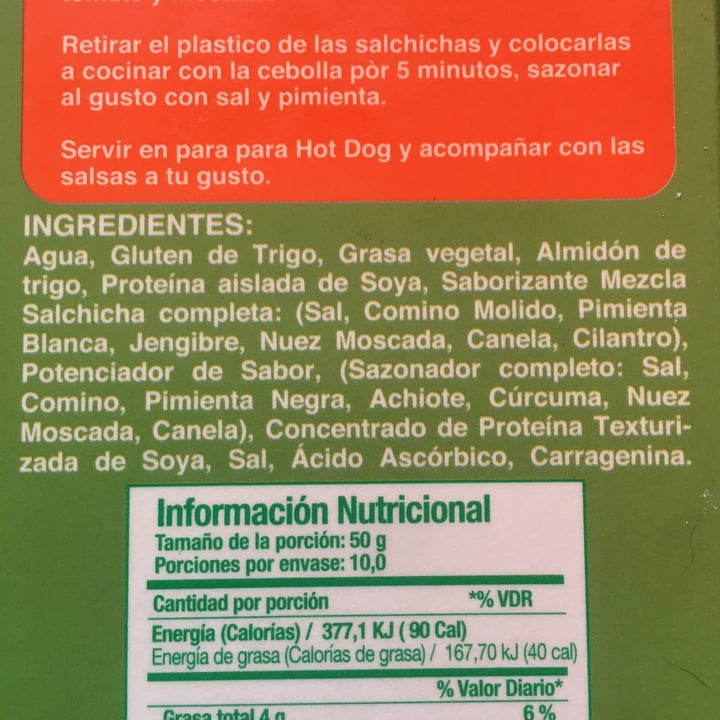 Retirar el plastico de las salchichas y colocarlas
a cocinar con la cebolla pòr 5 minutos, sazonar
al gusto con sal y pimienta.
Servir en para para Hot Dog y acompañar con las
salsas a tu gusto.
INGREDIENTES:
Agua, Gluten de Trigo, Grasa vegetal, Almidón de
trigo, Proteína aislada de Soya, Saborizante Mezcla
Salchicha completa: (Sal, Comino Molido, Pimienta
Blanca, Jengibre, Nuez Moscada, Canela, Cilantro),
Potenciador de Sabor, (Sazonador completo: Sal,
Comino, Pimienta Negra, Achiote, Cúrcuma, Nuez
Moscada, Canela), Concentrado de Proteína Texturi-
zada de Soya, Sal, Ácido Ascórbico, Carragenina.
Información Nutricional
Tamaño de la porción: 50 g
Porciones por envase: 10,0
Cantidad por porción *% VDR
Energía (Calorías) / 377,1 KJ ( 90 Cal)
Energía de grasa (Calorías de grasa) / 167,70 kJ (40 cal)
% Valor Diario*
Grasa total 4 g 6 %